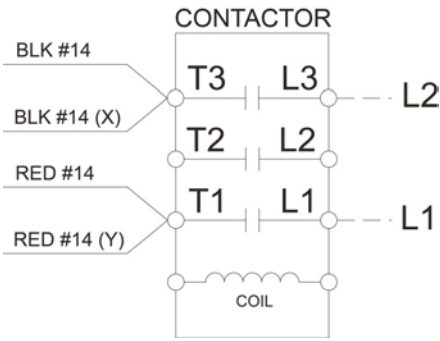 CONTACTOR
BLK #14
T3 L3
L2
BLK #14 (X)
T2 L2
RED #14
T1 L1
L1
RED #14 (Y)
COIL